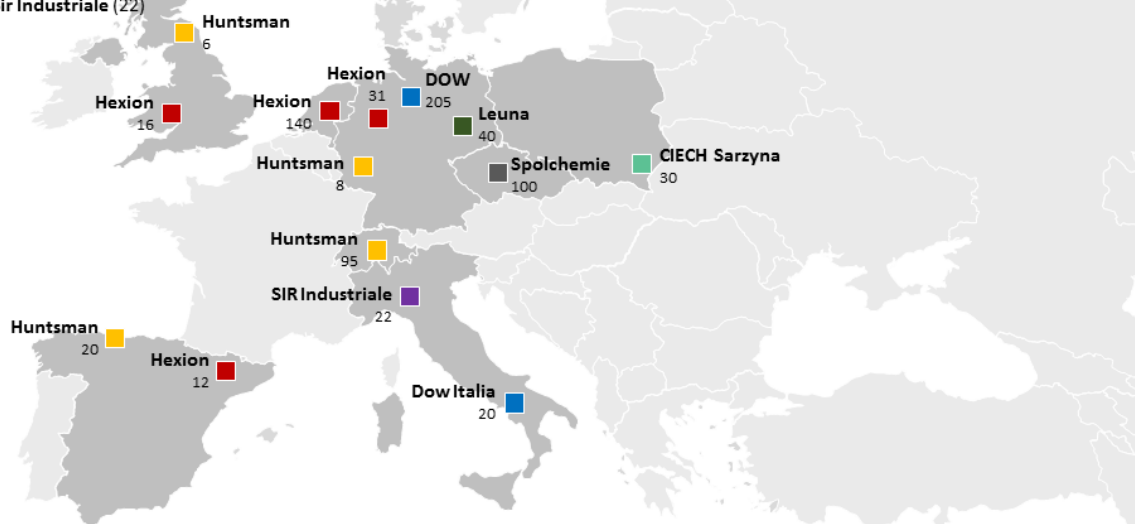 ir Industriale (22)
Huntsman
6
Hexion
16
Hexion
140
Hexion
31
DOW
205
Leuna
40
Huntsman
8
Spolchemie
100
CIECH Sarzyna
30
Huntsman
95
SIR Industriale
22
Huntsman
20
Hexion
12
Dow Italia
20